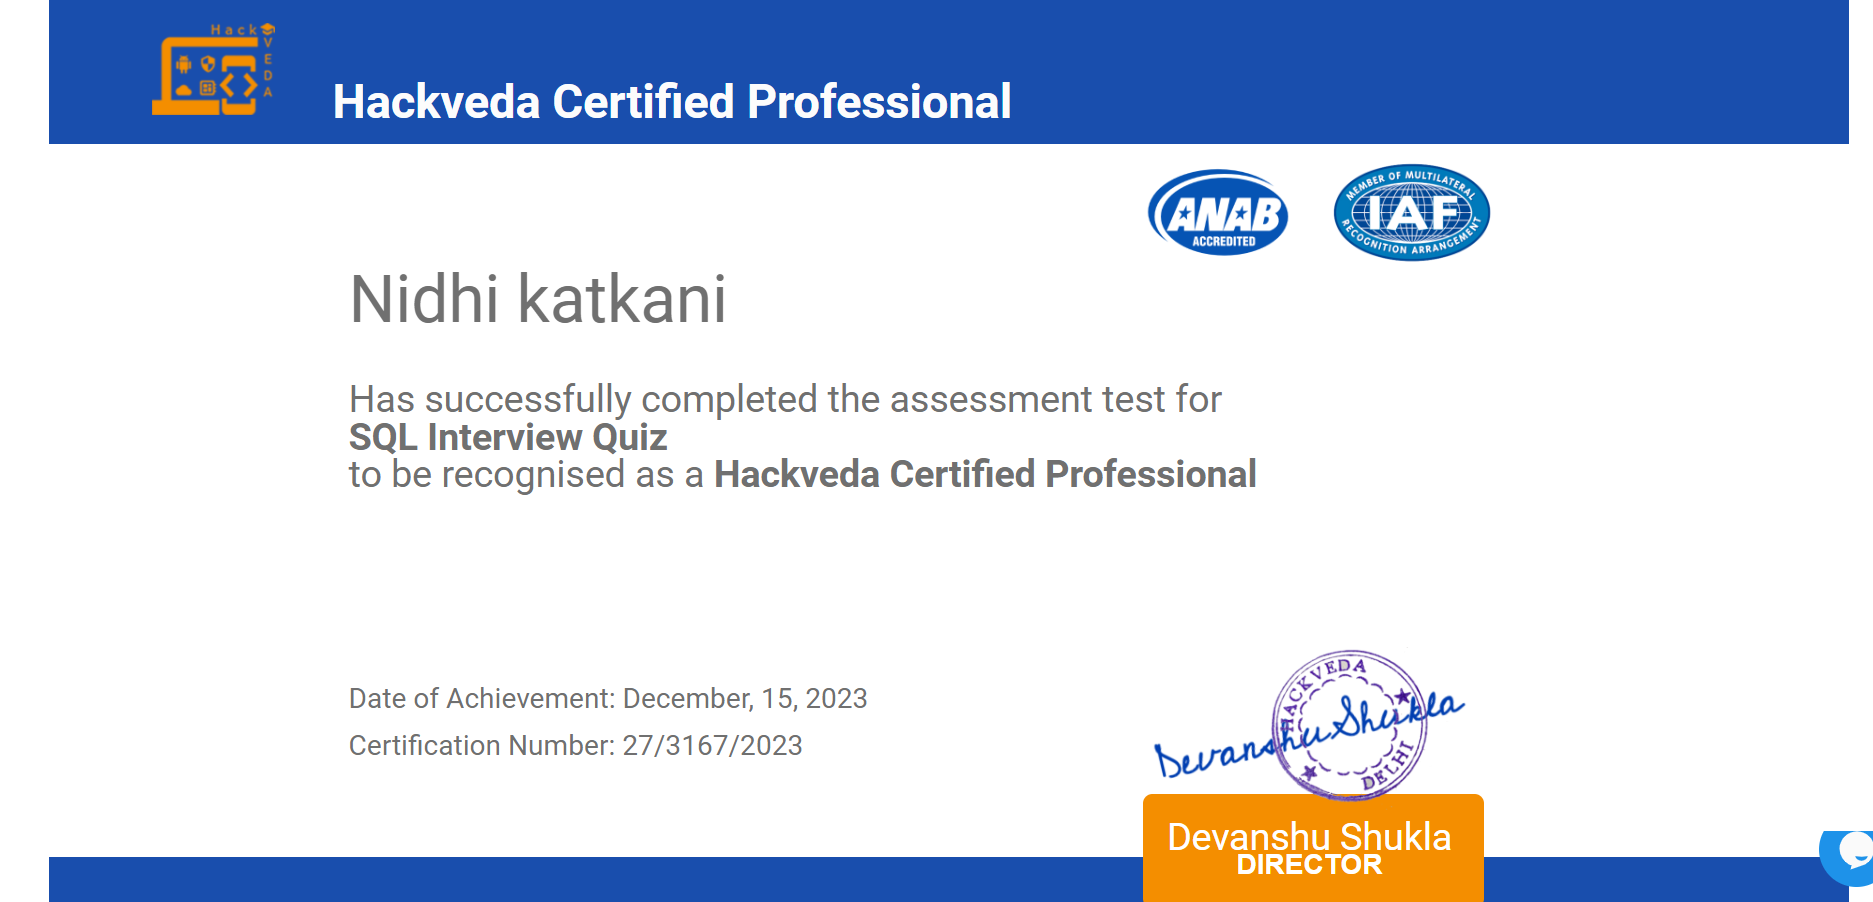 Hack
VEDA
Hackveda Certified Professional
ANAB
ACCREDITED
MEMBER OF MULTILATERAL
IAF
RECOGNITION ARRANGEMENT
Nidhi katkani
Has successfully completed the assessment test for
SQL Interview Quiz
to be recognised as a Hackveda Certified Professional
Date of Achievement: December, 15, 2023
Certification Number: 27/3167/2023
HACKVEDA
Devanshu Shukla
DELHI
Devanshu Shukla
DIRECTOR